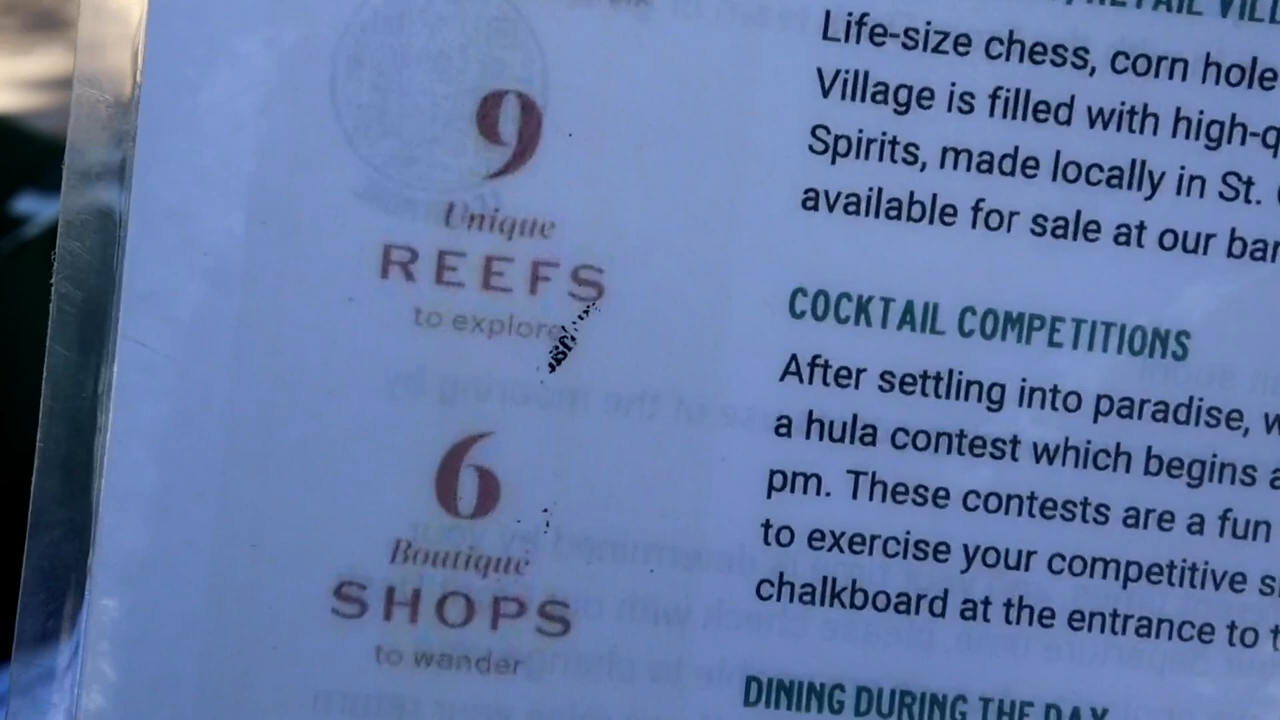 9
Unique
REEFS
to explore
6
Boutique
SHOPS
to wander
Life-size chess, corn hole
Village is filled with high-q
Spirits, made locally in St.
available for sale at our bar
COCKTAIL COMPETITIONS
After settling into paradise, w
a hula contest which begins a
pm. These contests are a fun
to exercise your competitive s
chalkboard at the entrance to t
DINING DURING THE DAY